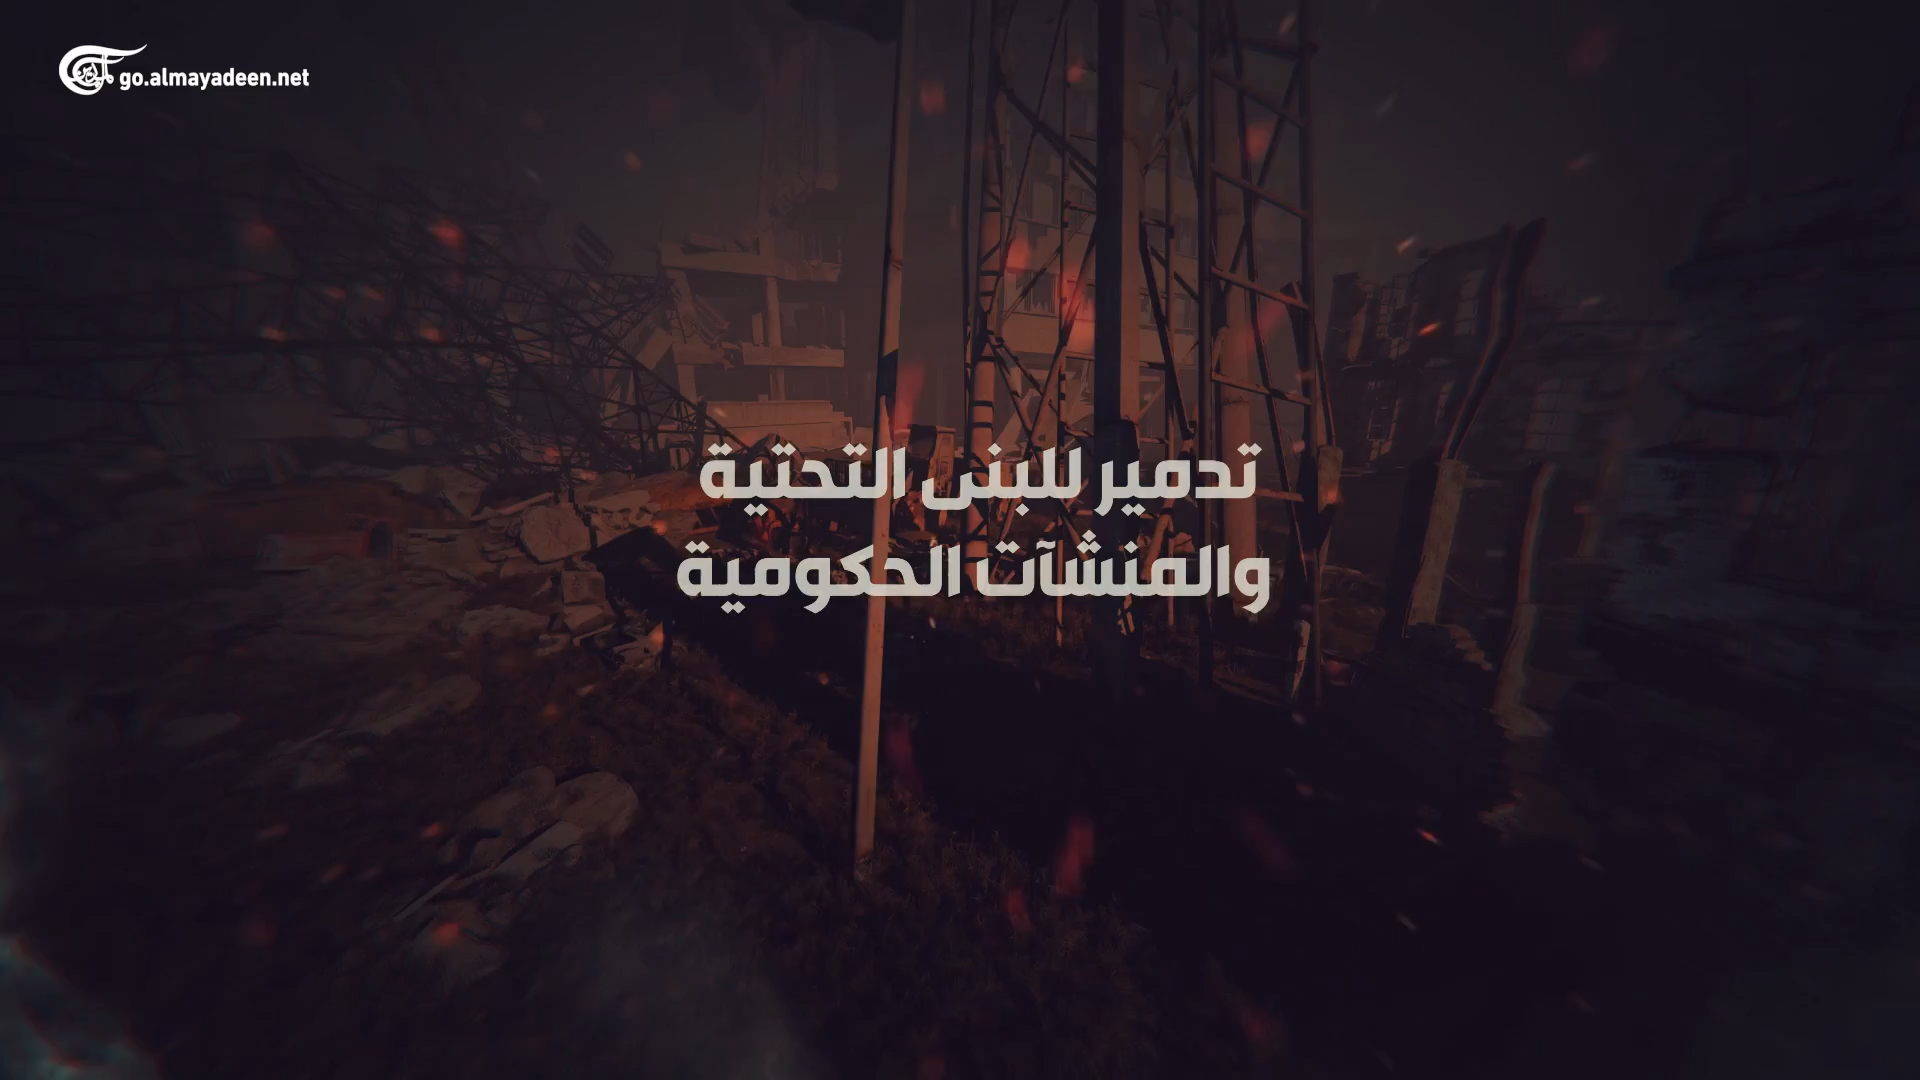 go.almayadeen.net
تدمير للبنى التحتية
والمنشآت الحكومية